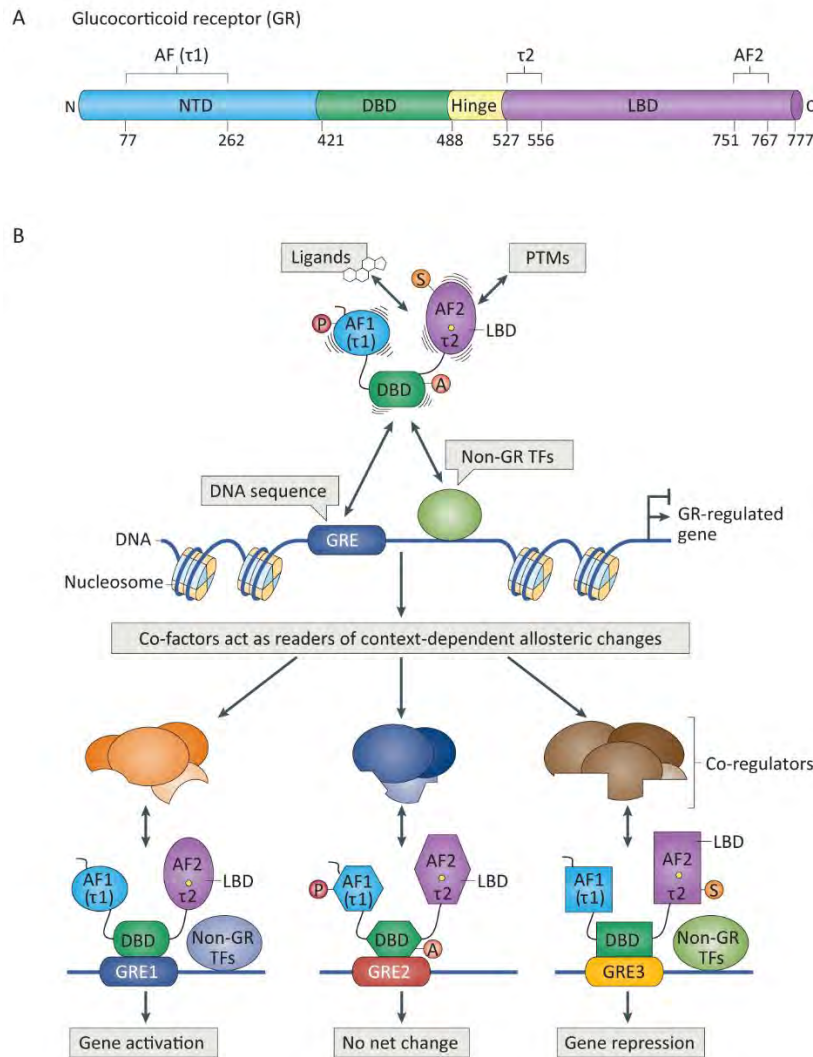 A Glucocorticoid receptor (GR)
AF (τ1) τ2 AF2
N NTD DBD Hinge LBD C
77 262 421 488 527 556 751 767 777
B
Ligands PTMs
S
P AF1 (τ1) AF2 τ2 LBD
DBD A
Non-GR TFs
DNA sequence
GR-regulated gene
DNA GRE
Nucleosome
Co-factors act as readers of context-dependent allosteric changes
Co-regulators
AF1 (τ1) AF2 τ2 LBD
DBD Non-GR TFs
GRE1
P AF1 (τ1) AF2 τ2 LBD
DBD A
GRE2
LBD
AF1 (τ1) AF2 τ2 S
DBD Non-GR TFs
GRE3
Gene activation No net change Gene repression